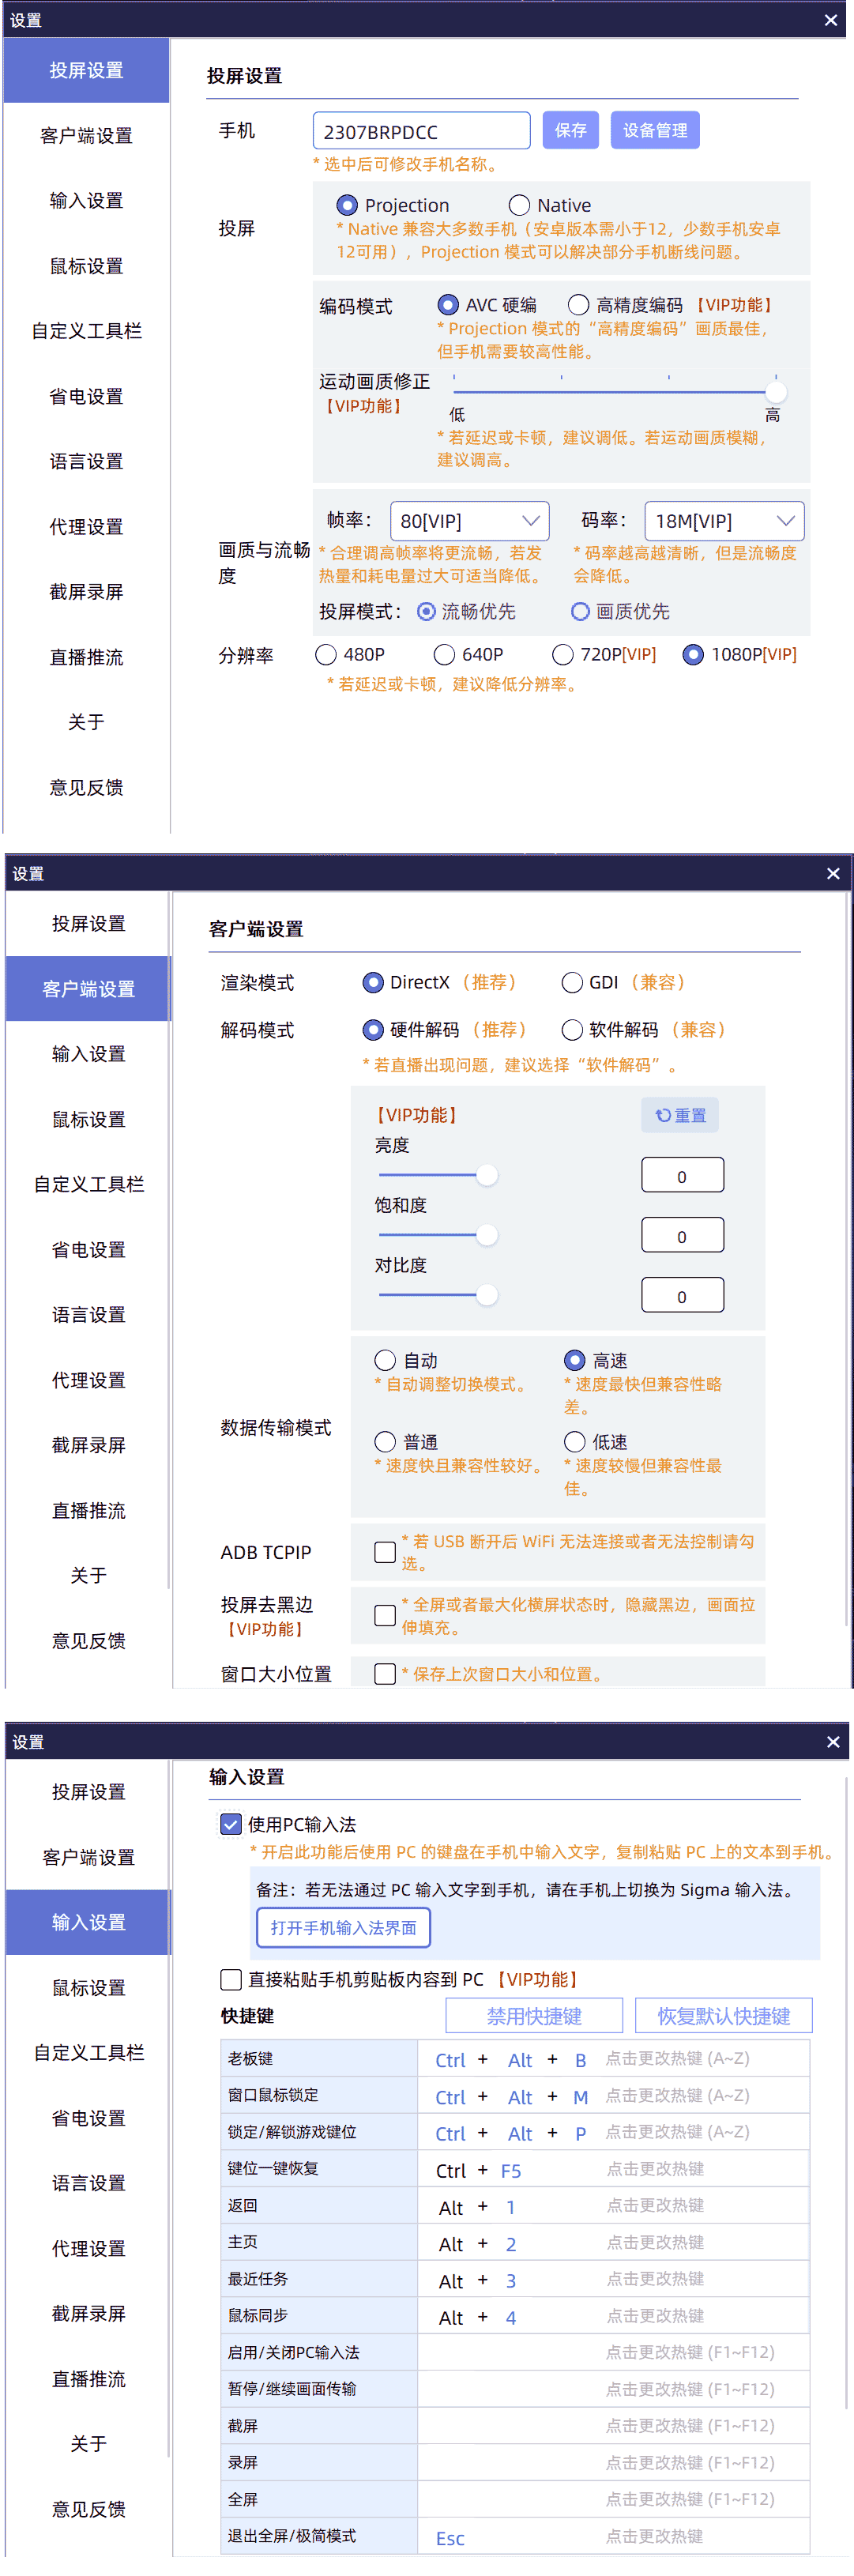 设置
投屏设置
客户端设置
输入设置
鼠标设置
自定义工具栏
省电设置
语言设置
代理设置
截屏录屏
直播推流
关于
意见反馈
投屏设置
手机 2307BRPDCC 保存 设备管理
* 选中后可修改手机名称。
投屏 Projection Native
* Native 兼容大多数手机（安卓版本需小于12，少数手机安卓
12可用），Projection 模式可以解决部分手机断线问题。
编码模式 AVC 硬编 高精度编码 【VIP功能】
* Projection 模式的“高精度编码”画质最佳，
但手机需要较高性能。
运动画质修正
【VIP功能】
低 高
* 若延迟或卡顿，建议调低。若运动画质模糊，
建议调高。
画质与流畅度
帧率： 80[VIP] 码率： 18M[VIP]
* 合理调高帧率将更流畅，若发
热量和耗电量过大可适当降低。
* 码率越高越清晰，但是流畅度
会降低。
投屏模式： 流畅优先 画质优先
分辨率 480P 640P 720P[VIP] 1080P[VIP]
* 若延迟或卡顿，建议降低分辨率。
设置
投屏设置
客户端设置
输入设置
鼠标设置
自定义工具栏
省电设置
语言设置
代理设置
截屏录屏
直播推流
关于
意见反馈
客户端设置
渲染模式 DirectX（推荐） GDI（兼容）
解码模式 硬件解码（推荐） 软件解码（兼容）
* 若直播出现问题，建议选择“软件解码”。
【VIP功能】 重置
亮度
0
饱和度
0
对比度
0
数据传输模式
自动 高速
* 自动调整切换模式。
* 速度最快但兼容性略
差。
普通 低速
* 速度快且兼容性较好。
* 速度较慢但兼容性最
佳。
ADB TCPIP
* 若 USB 断开后 WiFi 无法连接或者无法控制请勾
选。
投屏去黑边
【VIP功能】
* 全屏或者最大化横屏状态时，隐藏黑边，画面拉
伸填充。
窗口大小位置 * 保存上次窗口大小和位置。
设置
投屏设置
客户端设置
输入设置
鼠标设置
自定义工具栏
省电设置
语言设置
代理设置
截屏录屏
直播推流
关于
意见反馈
输入设置
使用PC输入法
* 开启此功能后使用 PC 的键盘在手机中输入文字，复制粘贴 PC 上的文本到手机。
备注：若无法通过 PC 输入文字到手机，请在手机上切换为 Sigma 输入法。
打开手机输入法界面
直接粘贴手机剪贴板内容到 PC 【VIP功能】
快捷键 禁用快捷键 恢复默认快捷键
老板键 Ctrl + Alt + B 点击更改热键 (A~Z)
窗口鼠标锁定 Ctrl + Alt + M 点击更改热键 (A~Z)
锁定/解锁游戏键位 Ctrl + Alt + P 点击更改热键 (A~Z)
键位一键恢复 Ctrl + F5 点击更改热键
返回 Alt + 1 点击更改热键
主页 Alt + 2 点击更改热键
最近任务 Alt + 3 点击更改热键
鼠标同步 Alt + 4 点击更改热键
启用/关闭PC输入法 点击更改热键 (F1~F12)
暂停/继续画面传输 点击更改热键 (F1~F12)
截屏 点击更改热键 (F1~F12)
录屏 点击更改热键 (F1~F12)
全屏 点击更改热键 (F1~F12)
退出全屏/极简模式 Esc 点击更改热键